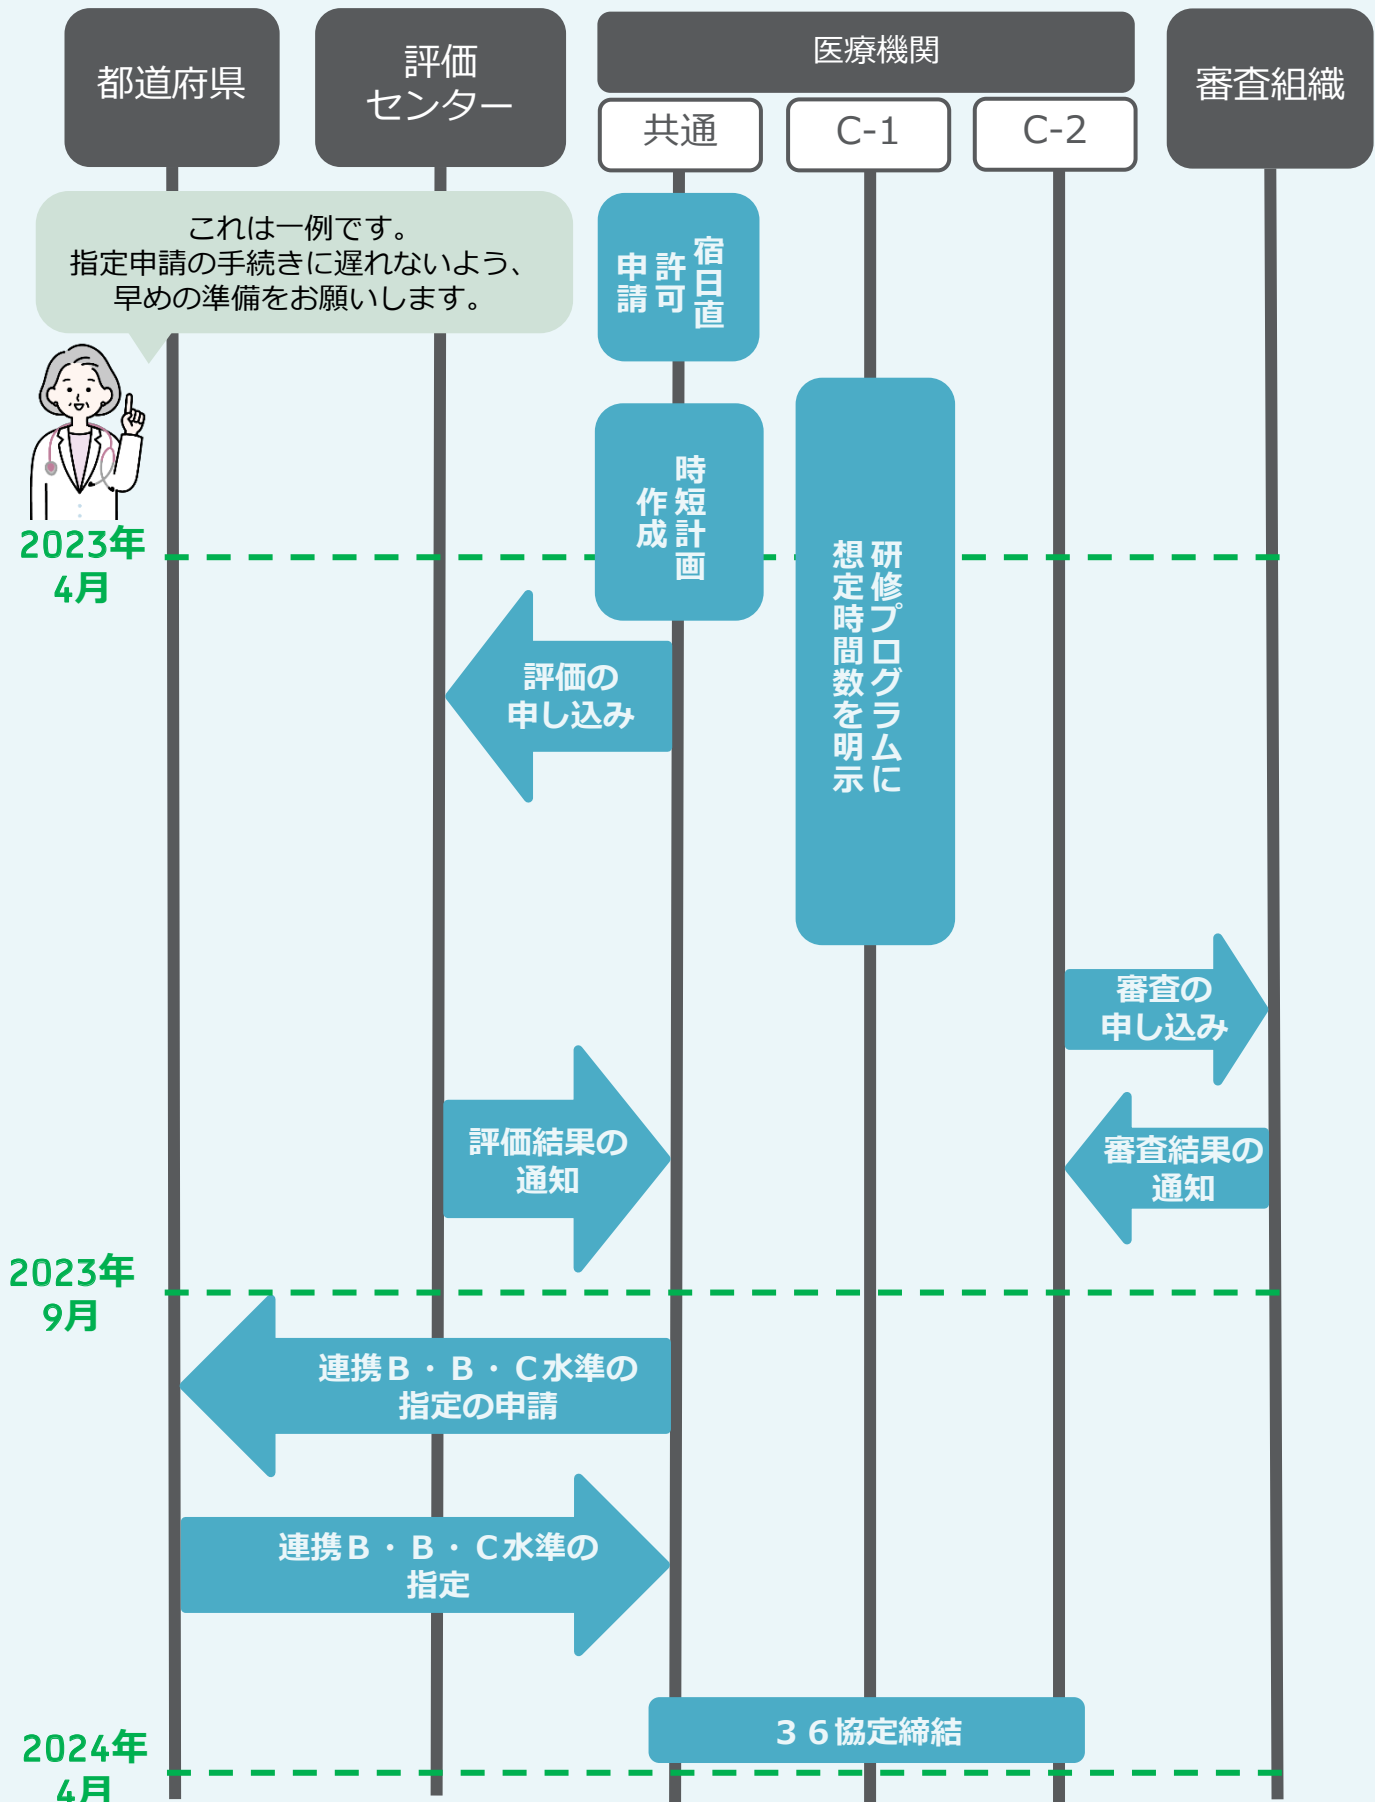 都道府県
評価
センター
医療機関
審査組織
共通
C-1
C-2
これは一例です。
指定申請の手続きに遅れないよう、
早めの準備をお願いします。
宿日直
許可
申請
時短計画
作成
2023年
4月
研修プログラムに
想定時間数を明示
評価の
申し込み
審査の
申し込み
評価結果の
通知
審査結果の
通知
2023年
9月
連携Ｂ・Ｂ・Ｃ水準の
指定の申請
連携Ｂ・Ｂ・Ｃ水準の
指定
３６協定締結
2024年
4月